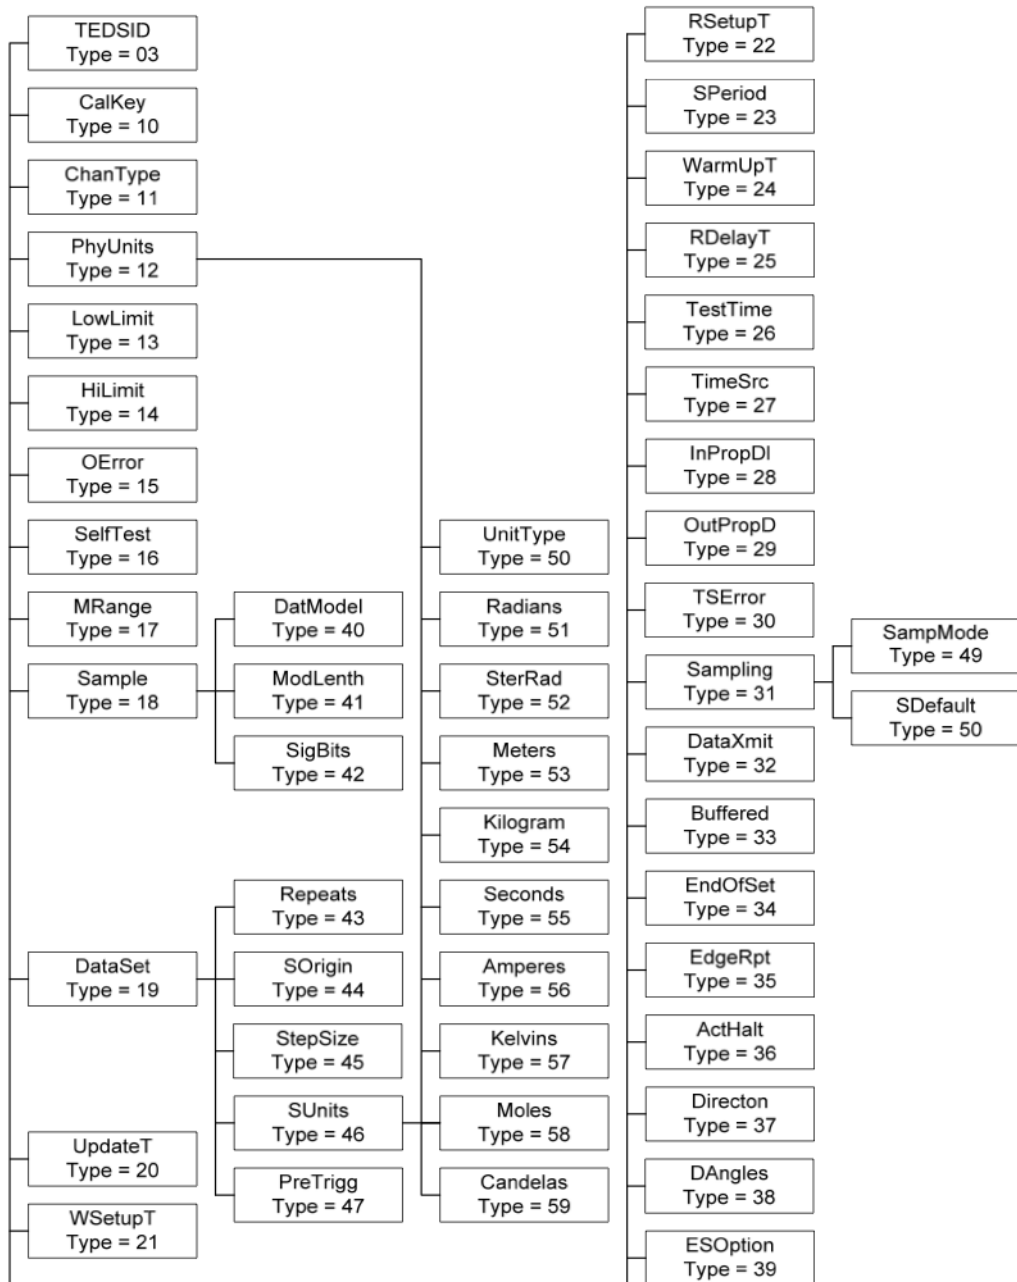 TEDSID
Type = 03
CalKey
Type = 10
ChanType
Type = 11
PhyUnits
Type = 12
LowLimit
Type = 13
HiLimit
Type = 14
OError
Type = 15
SelfTest
Type = 16
MRange
Type = 17
Sample
Type = 18
DataSet
Type = 19
UpdateT
Type = 20
WSetupT
Type = 21
DatModel
Type = 40
ModLenth
Type = 41
SigBits
Type = 42
Repeats
Type = 43
SOrigin
Type = 44
StepSize
Type = 45
SUnits
Type = 46
PreTrigg
Type = 47
UnitType
Type = 50
Radians
Type = 51
SterRad
Type = 52
Meters
Type = 53
Kilogram
Type = 54
Seconds
Type = 55
Amperes
Type = 56
Kelvins
Type = 57
Moles
Type = 58
Candelas
Type = 59
RSetupT
Type = 22
SPeriod
Type = 23
WarmUpT
Type = 24
RDelayT
Type = 25
TestTime
Type = 26
TimeSrc
Type = 27
InPropDl
Type = 28
OutPropD
Type = 29
TSError
Type = 30
Sampling
Type = 31
DataXmit
Type = 32
Buffered
Type = 33
EndOfSet
Type = 34
EdgeRpt
Type = 35
ActHalt
Type = 36
Directon
Type = 37
DAngles
Type = 38
ESOption
Type = 39
SampMode
Type = 49
SDefault
Type = 50